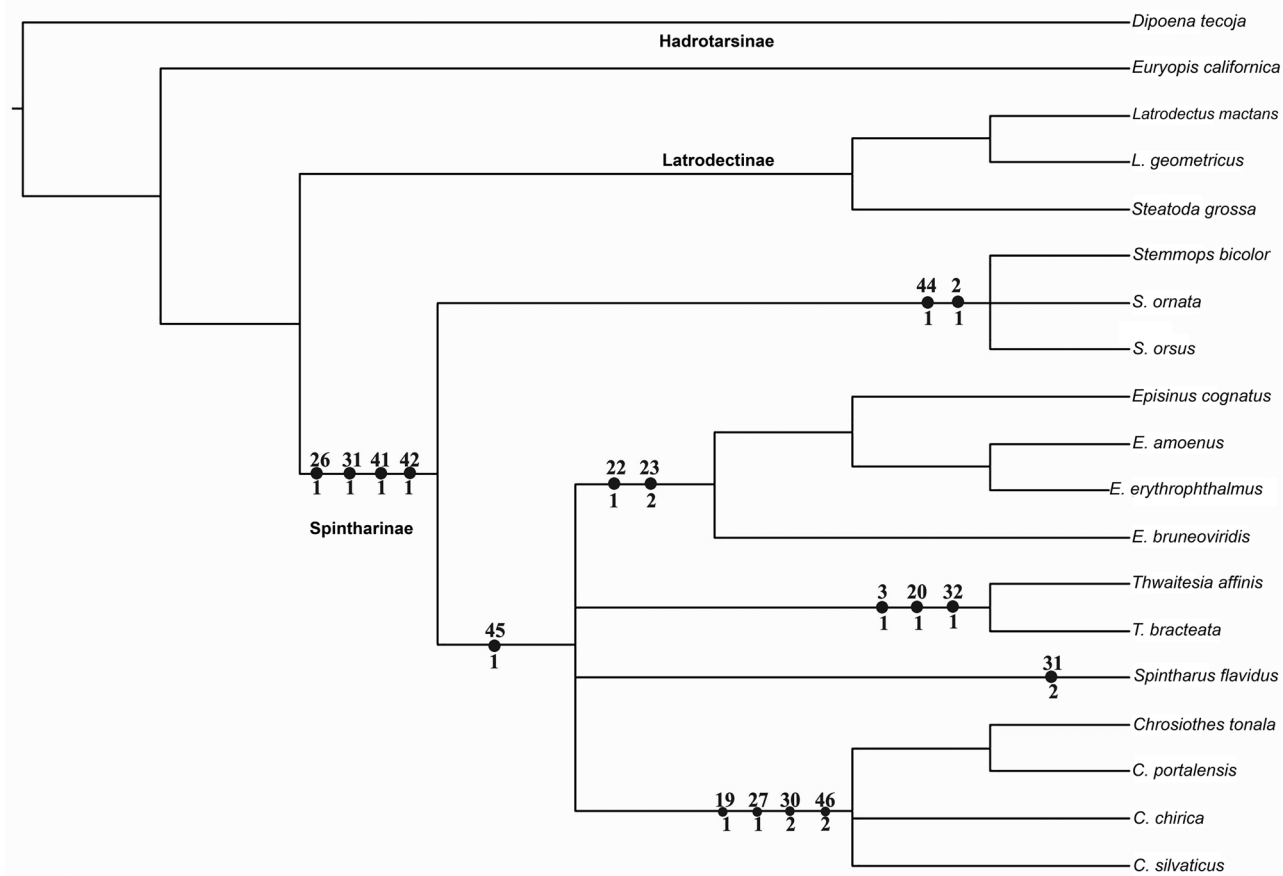 Dipoena tecoja
Hadrotarsinae
Euryopis californica
Latrodectus mactans
Latrodectinae
L. geometricus
Steatoda grossa
Stemmops bicolor
44 2
S. ornata
1 1
S. orsus
Episinus cognatus
E. amoenus
26 31 41 42
22 23
1 1 1 1
E. erythrophthalmus
1 2
Spintharinae
E. bruneoviridis
Thwaitesia affinis
3 20 32
1 1 1
45
T. bracteata
1
31
Spintharus flavidus
2
Chrosiothes tonala
C. portalensis
19 27 30 46
1 1 2 2
C. chirica
C. silvaticus